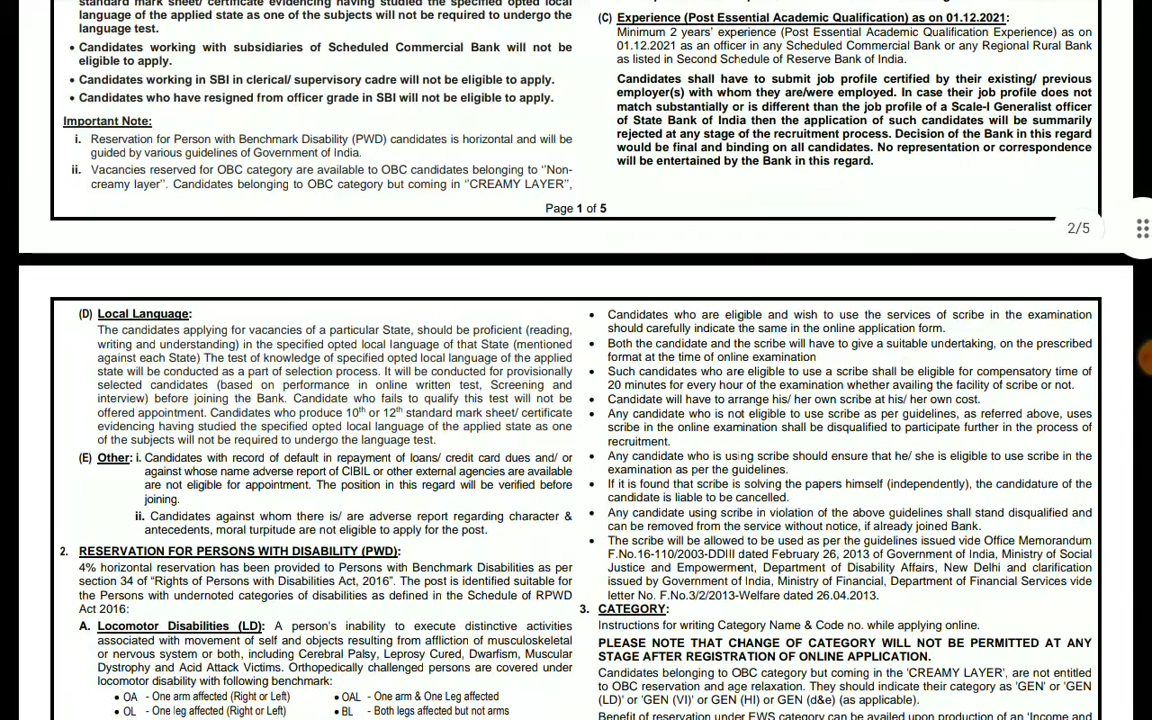 standard mark sheet/ certificate evidencing having studied the specified opted local
language of the applied state as one of the subjects will not be required to undergo the
language test.
• Candidates working with subsidiaries of Scheduled Commercial Bank will not be
eligible to apply.
• Candidates working in SBI in clerical/ supervisory cadre will not be eligible to apply.
• Candidates who have resigned from officer grade in SBI will not be eligible to apply.
Important Note:
i. Reservation for Person with Benchmark Disability (PWD) candidates is horizontal and will be
guided by various guidelines of Government of India.
ii. Vacancies reserved for OBC category are available to OBC candidates belonging to ''Non-
creamy layer''. Candidates belonging to OBC category but coming in ''CREAMY LAYER'',
(C) Experience (Post Essential Academic Qualification) as on 01.12.2021:
Minimum 2 years' experience (Post Essential Academic Qualification Experience) as on
01.12.2021 as an officer in any Scheduled Commercial Bank or any Regional Rural Bank
as listed in Second Schedule of Reserve Bank of India.
Candidates shall have to submit job profile certified by their existing/ previous
employer(s) with whom they are/were employed. In case their job profile does not
match substantially or is different than the job profile of a Scale-I Generalist officer
of State Bank of India then the application of such candidates will be summarily
rejected at any stage of the recruitment process. Decision of the Bank in this regard
would be final and binding on all candidates. No representation or correspondence
will be entertained by the Bank in this regard.
Page 1 of 5
2/5
(D) Local Language:
The candidates applying for vacancies of a particular State, should be proficient (reading,
writing and understanding) in the specified opted local language of that State (mentioned
against each State) The test of knowledge of specified opted local language of the applied
state will be conducted as a part of selection process. It will be conducted for provisionally
selected candidates (based on performance in online written test, Screening and
interview) before joining the Bank. Candidate who fails to qualify this test will not be
offered appointment. Candidates who produce 10th or 12th standard mark sheet/ certificate
evidencing having studied the specified opted local language of the applied state as one
of the subjects will not be required to undergo the language test.
(E) Other: i. Candidates with record of default in repayment of loans/ credit card dues and/ or
against whose name adverse report of CIBIL or other external agencies are available
are not eligible for appointment. The position in this regard will be verified before
joining.
ii. Candidates against whom there is/ are adverse report regarding character &
antecedents, moral turpitude are not eligible to apply for the post.
2. RESERVATION FOR PERSONS WITH DISABILITY (PWD):
4% horizontal reservation has been provided to Persons with Benchmark Disabilities as per
section 34 of "Rights of Persons with Disabilities Act, 2016". The post is identified suitable for
the Persons with undernoted categories of disabilities as defined in the Schedule of RPWD
Act 2016:
A. Locomotor Disabilities (LD): A person's inability to execute distinctive activities
associated with movement of self and objects resulting from affliction of musculoskeletal
or nervous system or both, including Cerebral Palsy, Leprosy Cured, Dwarfism, Muscular
Dystrophy and Acid Attack Victims. Orthopedically challenged persons are covered under
locomotor disability with following benchmark:
• OA - One arm affected (Right or Left) • OAL - One arm & One Leg affected
• OL - One leg affected (Right or Left) • BL - Both legs affected but not arms
• Candidates who are eligible and wish to use the services of scribe in the examination
should carefully indicate the same in the online application form.
• Both the candidate and the scribe will have to give a suitable undertaking, on the prescribed
format at the time of online examination
• Such candidates who are eligible to use a scribe shall be eligible for compensatory time of
20 minutes for every hour of the examination whether availing the facility of scribe or not.
• Candidate will have to arrange his/ her own scribe at his/ her own cost.
• Any candidate who is not eligible to use scribe as per guidelines, as referred above, uses
scribe in the online examination shall be disqualified to participate further in the process of
recruitment.
• Any candidate who is using scribe should ensure that he/ she is eligible to use scribe in the
examination as per the guidelines.
• If it is found that scribe is solving the papers himself (independently), the candidature of the
candidate is liable to be cancelled.
• Any candidate using scribe in violation of the above guidelines shall stand disqualified and
can be removed from the service without notice, if already joined Bank.
• The scribe will be allowed to be used as per the guidelines issued vide Office Memorandum
F.No.16-110/2003-DDIII dated February 26, 2013 of Government of India, Ministry of Social
Justice and Empowerment, Department of Disability Affairs, New Delhi and clarification
issued by Government of India, Ministry of Financial, Department of Financial Services vide
letter No. F.No.3/2/2013-Welfare dated 26.04.2013.
3. CATEGORY:
Instructions for writing Category Name & Code no. while applying online.
PLEASE NOTE THAT CHANGE OF CATEGORY WILL NOT BE PERMITTED AT ANY
STAGE AFTER REGISTRATION OF ONLINE APPLICATION.
Candidates belonging to OBC category but coming in the 'CREAMY LAYER', are not entitled
to OBC reservation and age relaxation. They should indicate their category as 'GEN' or 'GEN
(LD)' or 'GEN (VI)' or GEN (HI) or GEN (d&e) (as applicable).
Benefit of reservation under EWS category can be availed upon production of an 'Income and